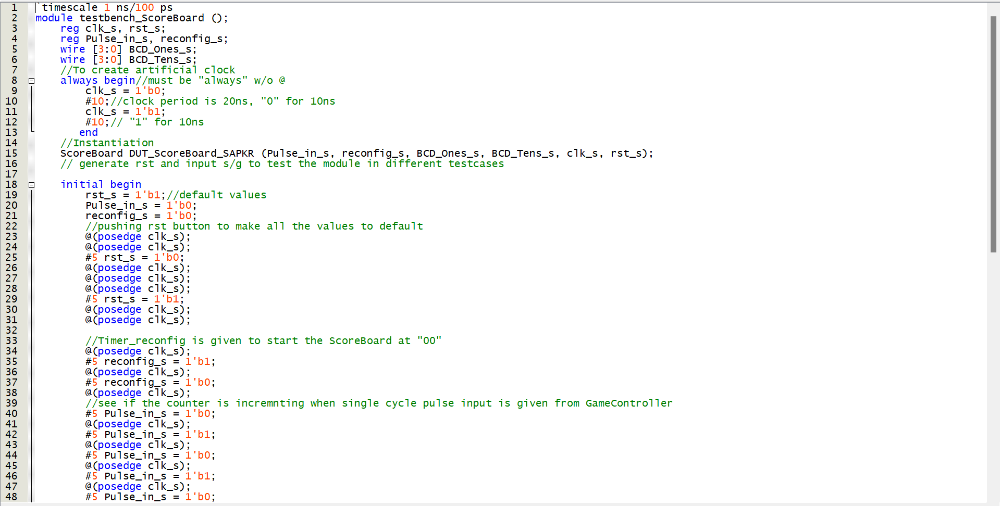 1 `timescale 1 ns/100 ps
2 module testbench_ScoreBoard ();
3 reg clk_s, rst_s;
4 reg Pulse_in_s, reconfig_s;
5 wire [3:0] BCD_Ones_s;
6 wire [3:0] BCD_Tens_s;
7 //To create artificial clock
8 always begin//must be "always" w/o @
9 clk_s = 1'b0;
10 #10;//clock period is 20ns, "0" for 10ns
11 clk_s = 1'b1;
12 #10;// "1" for 10ns
13 end
14 //Instantiation
15 ScoreBoard DUT_ScoreBoard_SAPKR (Pulse_in_s, reconfig_s, BCD_Ones_s, BCD_Tens_s, clk_s, rst_s);
16 // generate rst and input s/g to test the module in different testcases
17
18 initial begin
19 rst_s = 1'b1;//default values
20 Pulse_in_s = 1'b0;
21 reconfig_s = 1'b0;
22 //pushing rst button to make all the values to default
23 @(posedge clk_s);
24 @(posedge clk_s);
25 #5 rst_s = 1'b0;
26 @(posedge clk_s);
27 @(posedge clk_s);
28 @(posedge clk_s);
29 #5 rst_s = 1'b1;
30 @(posedge clk_s);
31 @(posedge clk_s);
32
33 //Timer_reconfig is given to start the ScoreBoard at "00"
34 @(posedge clk_s);
35 #5 reconfig_s = 1'b1;
36 @(posedge clk_s);
37 #5 reconfig_s = 1'b0;
38 @(posedge clk_s);
39 //see if the counter is incremnting when single cycle pulse input is given from GameController
40 #5 Pulse_in_s = 1'b0;
41 @(posedge clk_s);
42 #5 Pulse_in_s = 1'b1;
43 @(posedge clk_s);
44 #5 Pulse_in_s = 1'b0;
45 @(posedge clk_s);
46 #5 Pulse_in_s = 1'b1;
47 @(posedge clk_s);
48 #5 Pulse_in_s = 1'b0;